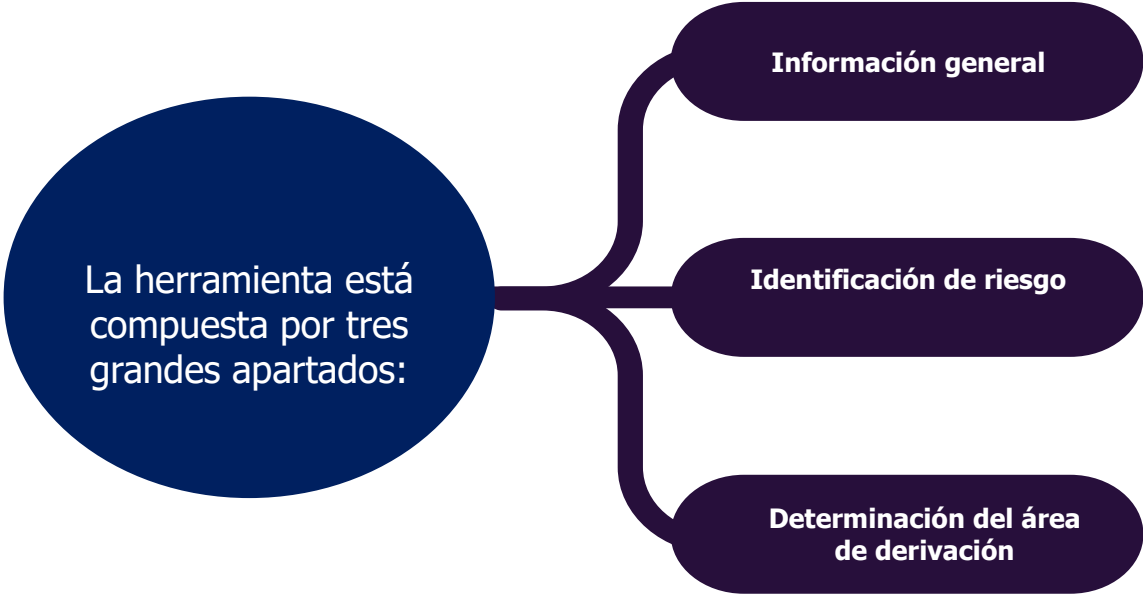 La herramienta está
compuesta por tres
grandes apartados:
Información general
Identificación de riesgo
Determinación del área
de derivación